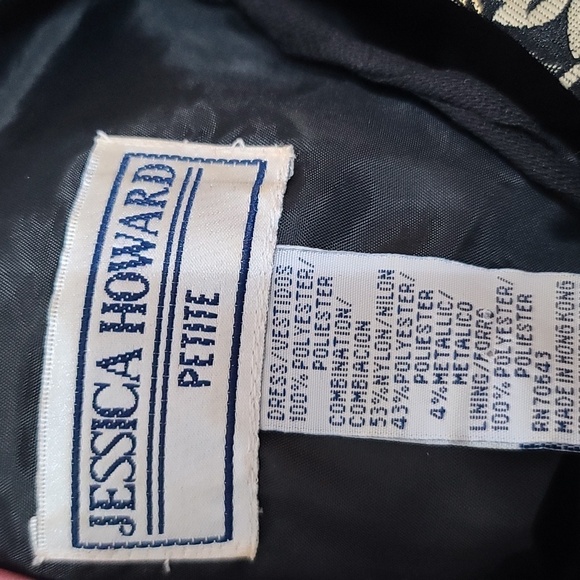 JESSICA HOWARD
PETITE
DRESS/VESTIDOS
100% POLYESTER/
POLIESTER
COMBINATION/
COMBACION
53% NYLON/NILON
43% POLYESTER/
POLIESTER
4% METALLIC/
METALICO
LINING/FORRO
100% POLYESTER/
POLIESTER
RN70643
MADE IN HONG KONG